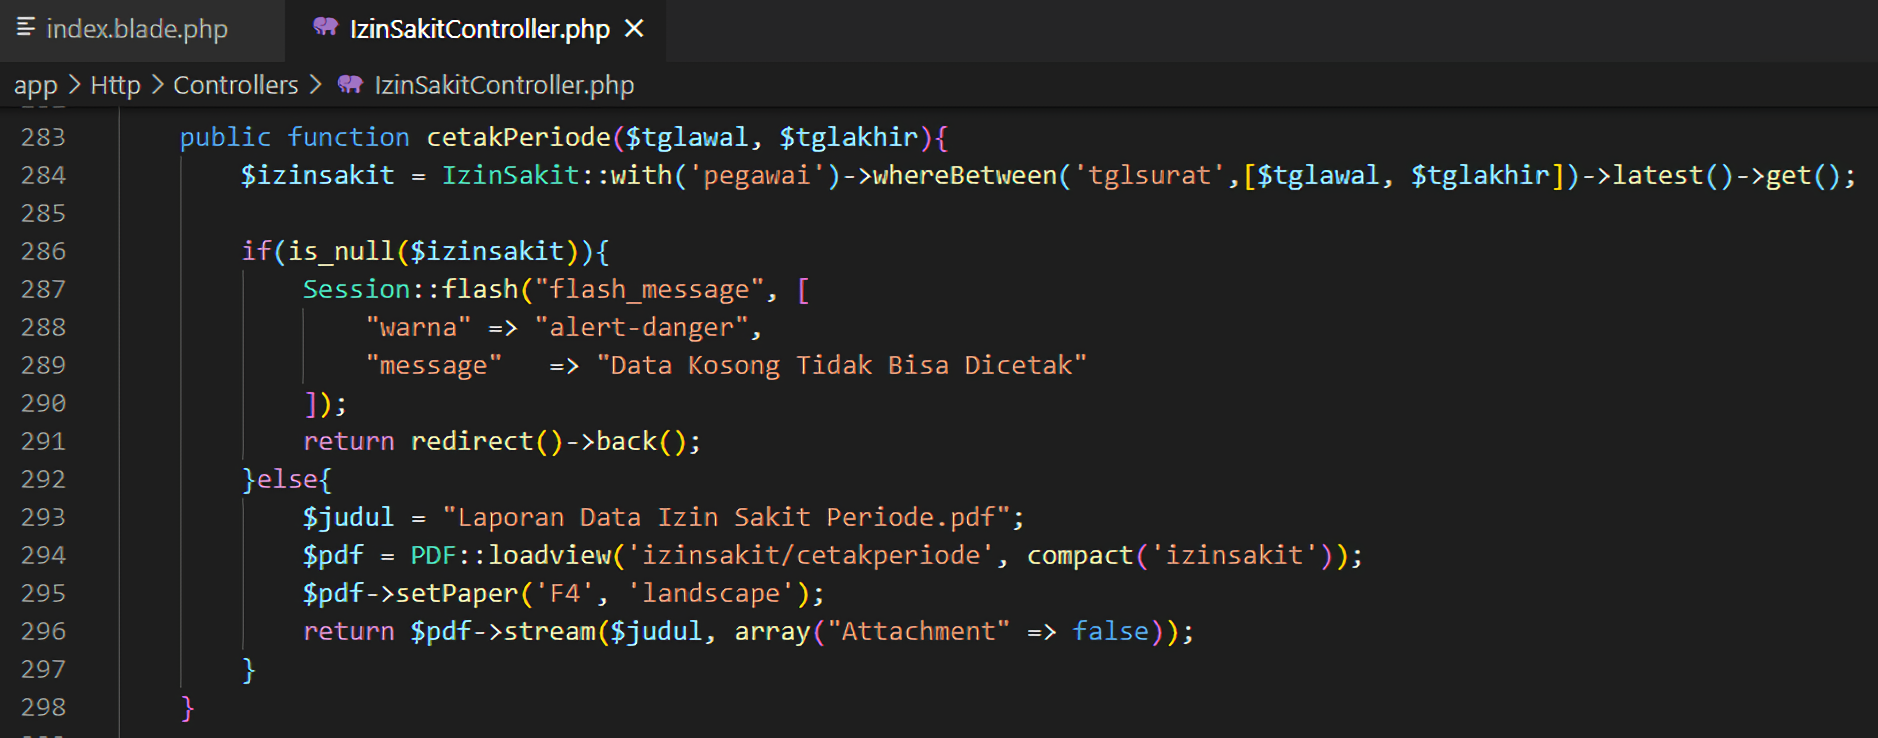 index.blade.php IzinSakitController.php ×
app > Http > Controllers > IzinSakitController.php
283 public function cetakPeriode($tglawal, $tglakhir){
284 $izinsakit = IzinSakit::with('pegawai')->whereBetween('tglsurat',[$tglawal, $tglakhir])->latest()->get();
285
286 if(is_null($izinsakit)){
287 Session::flash("flash_message", [
288 "warna" => "alert-danger",
289 "message"   => "Data Kosong Tidak Bisa Dicetak"
290 ]);
291 return redirect()->back();
292 }else{
293 $judul = "Laporan Data Izin Sakit Periode.pdf";
294 $pdf = PDF::loadview('izinsakit/cetakperiode', compact('izinsakit'));
295 $pdf->setPaper('F4', 'landscape');
296 return $pdf->stream($judul, array("Attachment" => false));
297 }
298 }